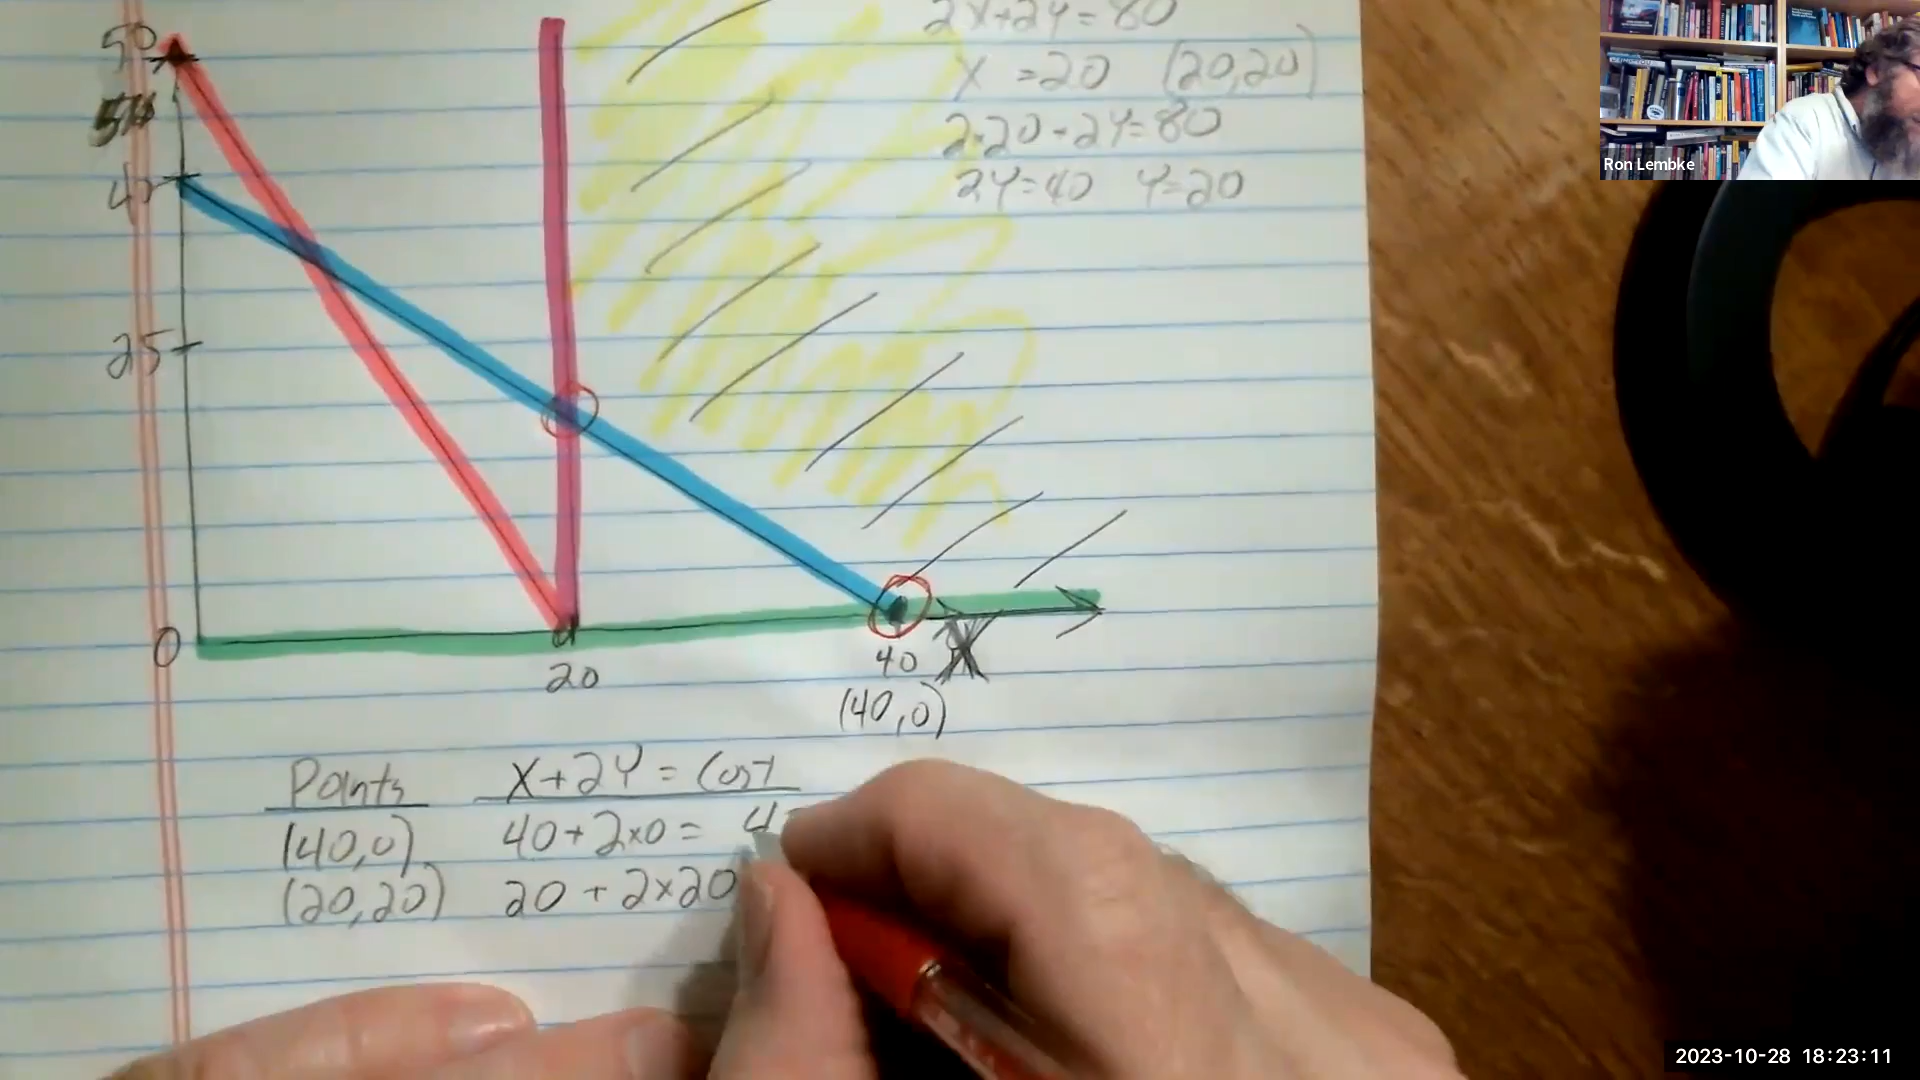 2X+2Y=80
X =20 (20,20)
2·20+2Y=80
2Y=40 Y=20
Ron Lembke
50
40
25
0
20
40 X
(40,0)
Points X+2Y = Cost
(40,0) 40+2x0 = 4
(20,20) 20 + 2x20
2023-10-28 18:23:11